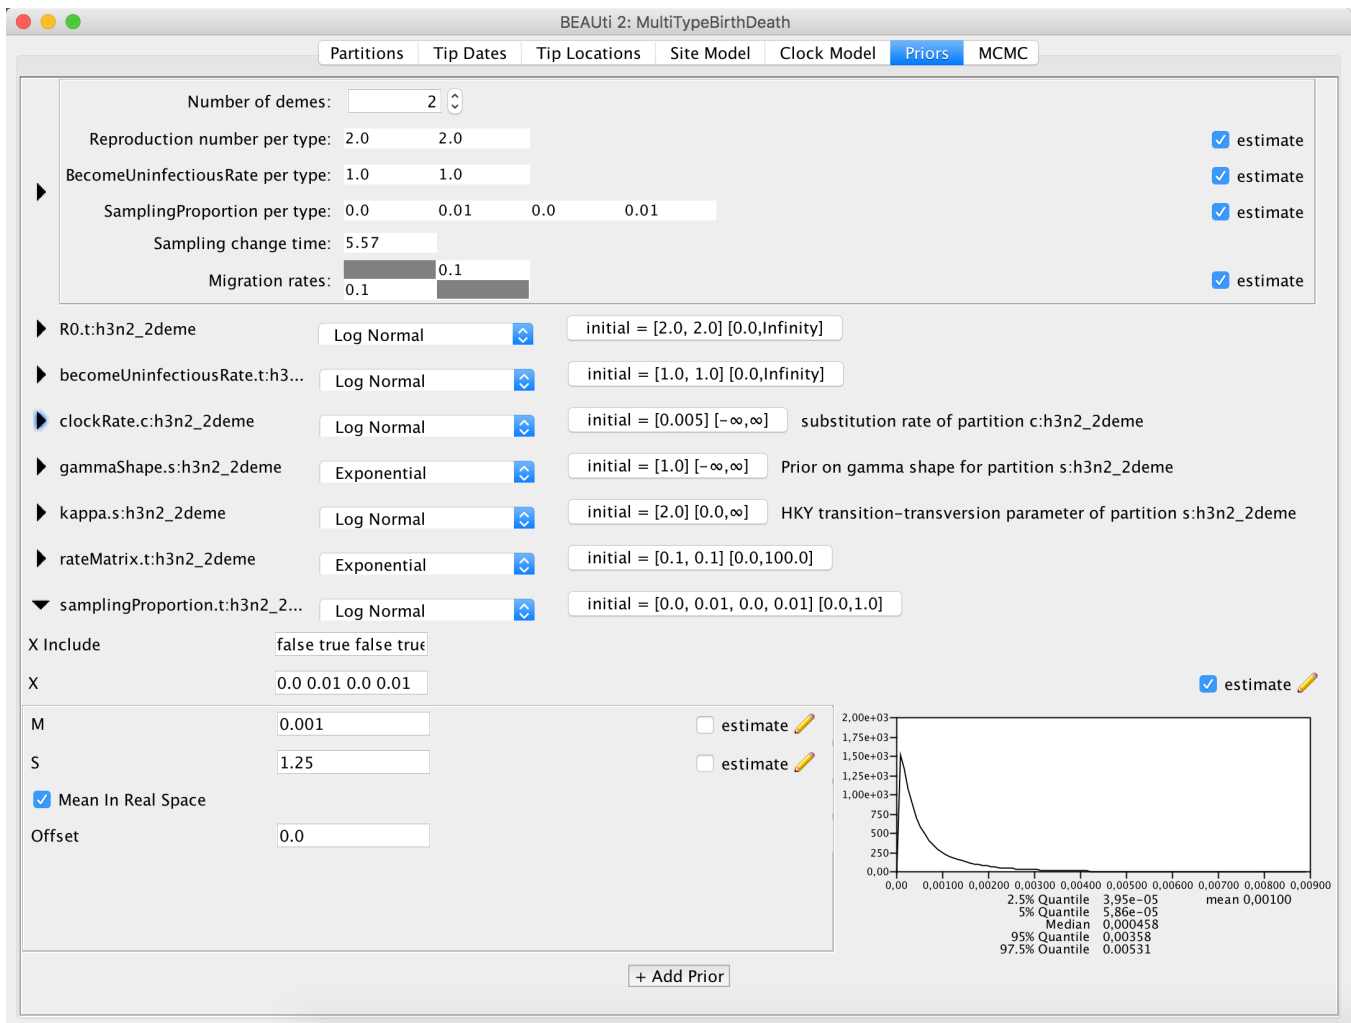 BEAUti 2: MultiTypeBirthDeath
Partitions Tip Dates Tip Locations Site Model Clock Model Priors MCMC
Number of demes: 2
Reproduction number per type: 2.0 2.0 estimate
BecomeUninfectiousRate per type: 1.0 1.0 estimate
SamplingProportion per type: 0.0 0.01 0.0 0.01 estimate
Sampling change time: 5.57
Migration rates: 0.1 estimate
0.1
R0.t:h3n2_2deme Log Normal initial = [2.0, 2.0] [0.0,Infinity]
becomeUninfectiousRate.t:h3... Log Normal initial = [1.0, 1.0] [0.0,Infinity]
clockRate.c:h3n2_2deme Log Normal initial = [0.005] [-∞,∞] substitution rate of partition c:h3n2_2deme
gammaShape.s:h3n2_2deme Exponential initial = [1.0] [-∞,∞] Prior on gamma shape for partition s:h3n2_2deme
kappa.s:h3n2_2deme Log Normal initial = [2.0] [0.0,∞] HKY transition-transversion parameter of partition s:h3n2_2deme
rateMatrix.t:h3n2_2deme Exponential initial = [0.1, 0.1] [0.0,100.0]
samplingProportion.t:h3n2_2... Log Normal initial = [0.0, 0.01, 0.0, 0.01] [0.0,1.0]
X Include false true false true
X 0.0 0.01 0.0 0.01 estimate
M 0.001 estimate
S 1.25 estimate
Mean In Real Space
Offset 0.0
2,00e+03
1,75e+03
1,50e+03
1,25e+03
1,00e+03
750
500
250
0,00
0,00 0,00100 0,00200 0,00300 0,00400 0,00500 0,00600 0,00700 0,00800 0,00900
2.5% Quantile 3,95e-05 mean 0,00100
5% Quantile 5,86e-05
Median 0,000458
95% Quantile 0,00358
97.5% Quantile 0,00531
+ Add Prior